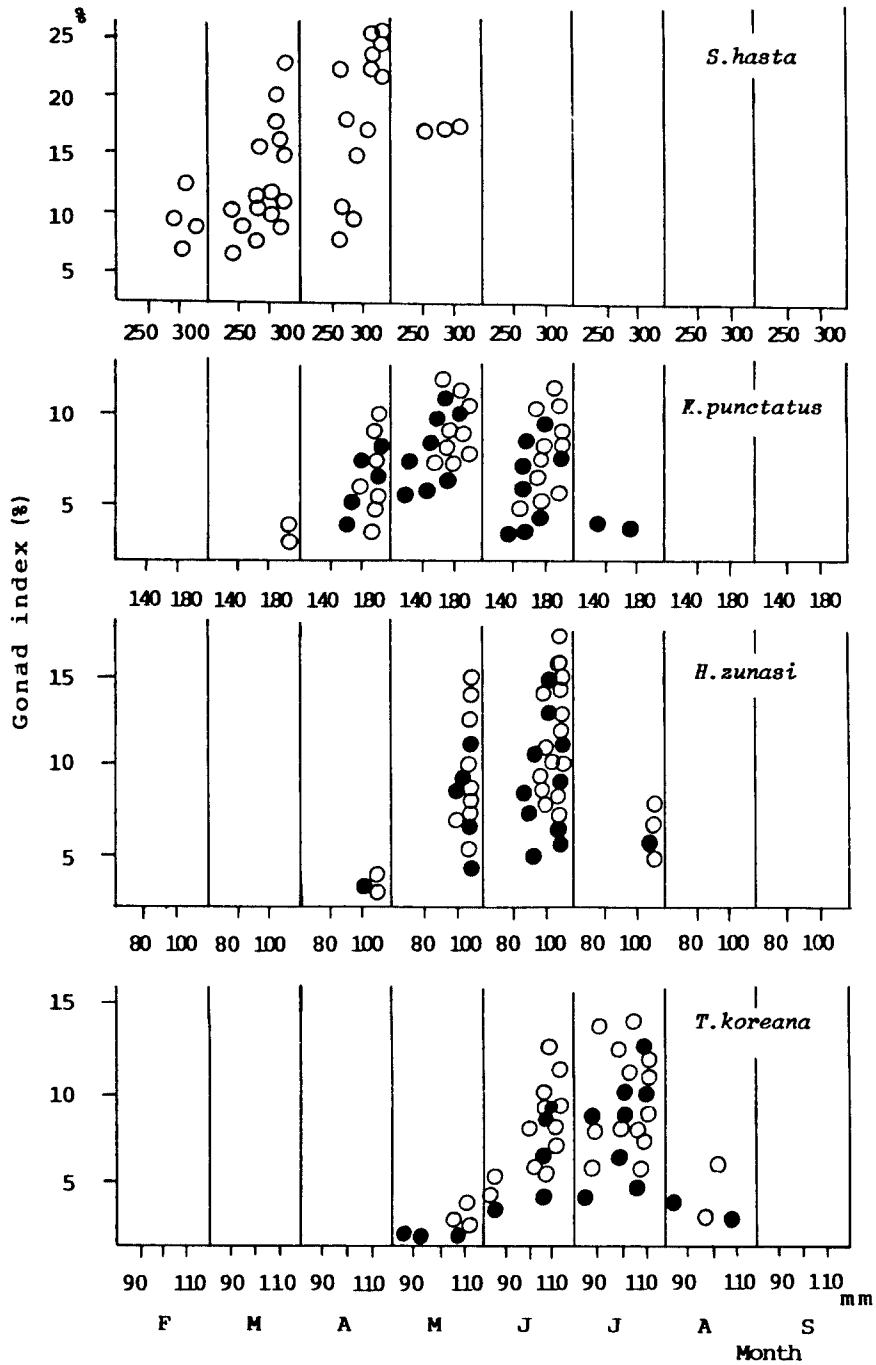 %
25
20
15
10
5
S.hasta
250 300 250 300 250 300 250 300 250 300 250 300 250 300 250 300
10
5
K.punctatus
140 180 140 180 140 180 140 180 140 180 140 180 140 180 140 180
Gonad index (%)
15
10
5
H.zunasi
80 100 80 100 80 100 80 100 80 100 80 100 80 100 80 100
15
10
5
T.koreana
90 110 90 110 90 110 90 110 90 110 90 110 90 110 90 110
mm
F M A M J J A S
Month